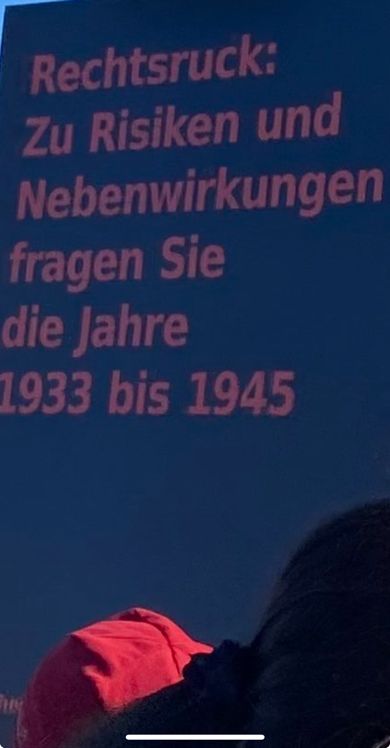 Rechtsruck:
Zu Risiken und
Nebenwirkungen
fragen Sie
die Jahre
1933 bis 1945